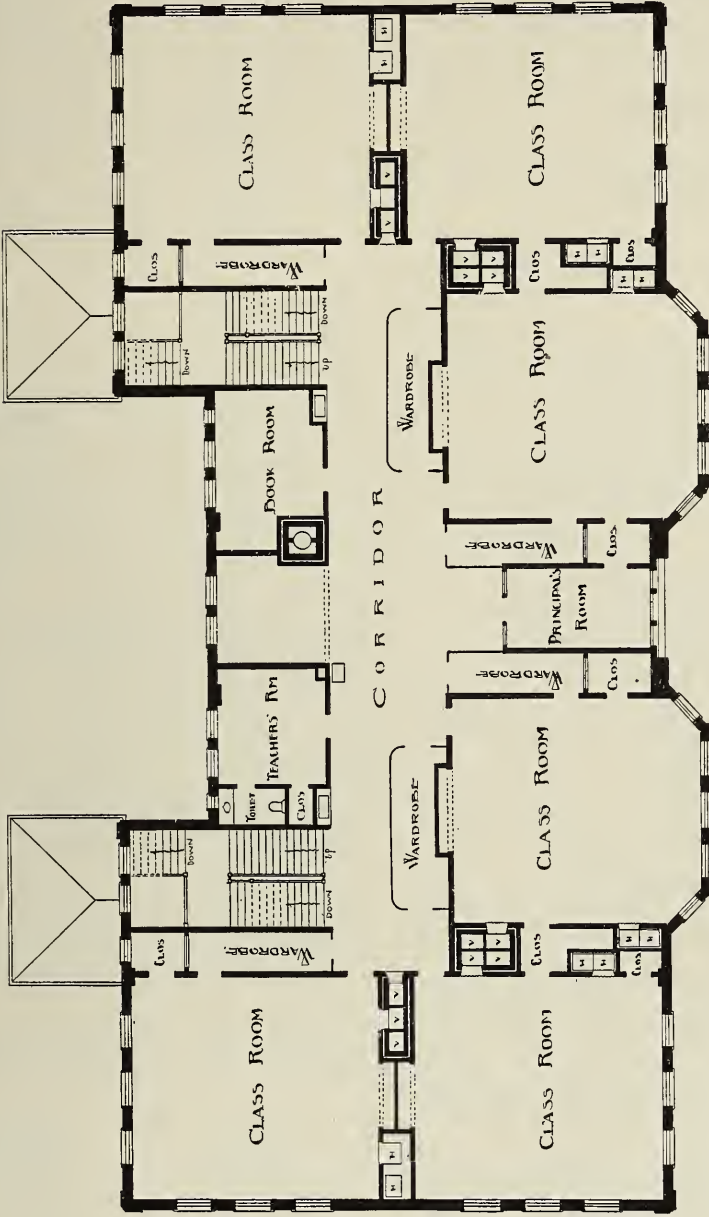 CLASS ROOM
H
H
V
V
CLASS ROOM
CLOS
WARDROBE
DOWN
DOWN
UP
V V
V V
CLOS
H H
CLOS
H H
BOOK ROOM
WARDROBE
CLASS ROOM
CORRIDOR
WARDROBE
CLOS
PRINCIPAL'S
ROOM
WARDROBE
CLOS
TEACHERS' RM
TOILET
CLOS
WARDROBE
CLASS ROOM
DOWN
UP
DOWN
CLOS
WARDROBE
V V
V V
CLOS
H H
H H
CLOS
CLASS ROOM
V
V
V
H
H
CLASS ROOM